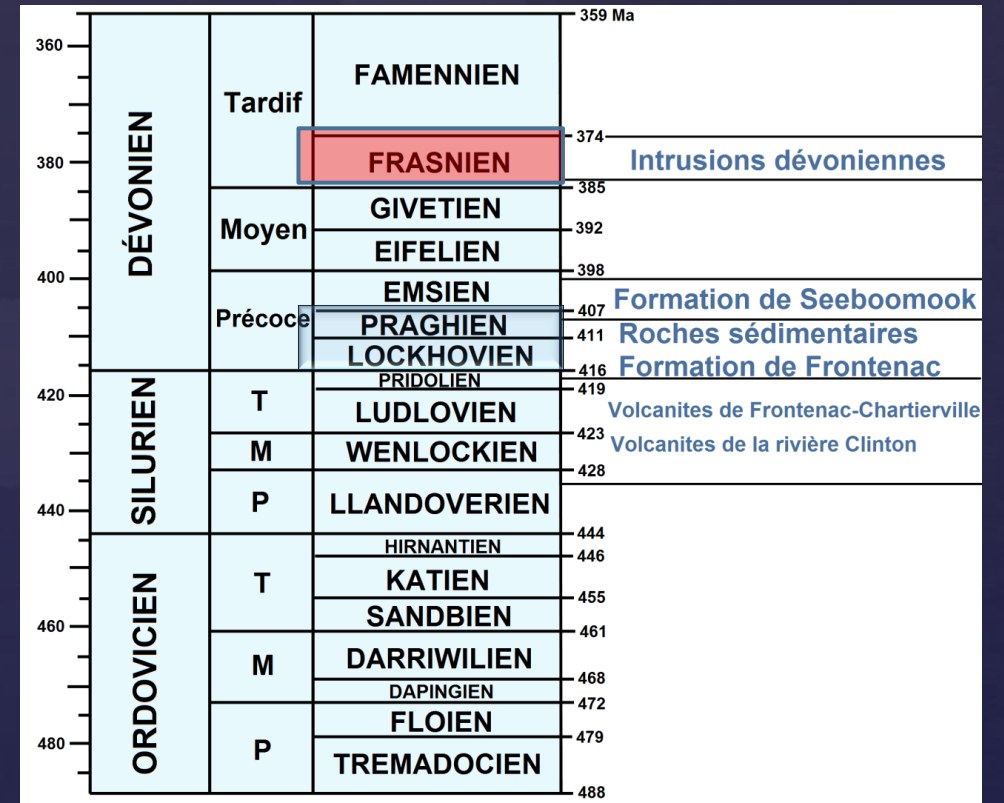 359 Ma
360
FAMENNIEN
Tardif
374
380
FRASNIEN
Intrusions dévoniennes
385
DÉVONIEN
GIVETIEN
Moyen
392
EIFELIEN
398
400
EMSIEN
Formation de Seeboomook
407
Précoce
PRAGHIEN
411
Roches sédimentaires
LOCKHOVIEN
416
Formation de Frontenac
PRIDOLIEN
419
420
T
LUDLOVIEN
Volcanites de Frontenac-Chartierville
423
SILURIEN
M
WENLOCKIEN
Volcanites de la rivière Clinton
428
P
LLANDOVERIEN
440
444
HIRNANTIEN
446
T
KATIEN
455
SANDBIEN
460
461
ORDOVICIEN
M
DARRIWILIEN
468
DAPINGIEN
472
FLOIEN
479
480
P
TREMADOCIEN
488